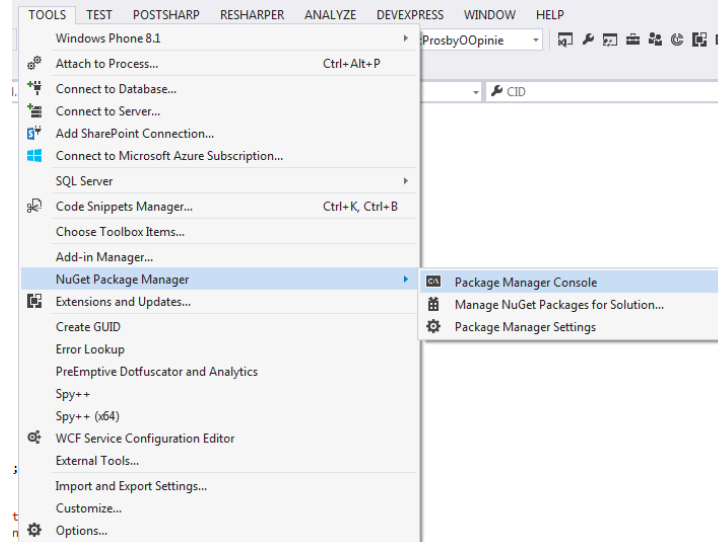 TOOLS TEST POSTSHARP RESHARPER ANALYZE DEVEXPRESS WINDOW HELP
Windows Phone 8.1
ProsbyOOpinie
Attach to Process... Ctrl+Alt+P
Connect to Database...
CID
Connect to Server...
Add SharePoint Connection...
Connect to Microsoft Azure Subscription...
SQL Server
Code Snippets Manager... Ctrl+K, Ctrl+B
Choose Toolbox Items...
Add-in Manager...
NuGet Package Manager
Package Manager Console
Extensions and Updates...
Manage NuGet Packages for Solution...
Create GUID
Package Manager Settings
Error Lookup
PreEmptive Dotfuscator and Analytics
Spy++
Spy++ (x64)
WCF Service Configuration Editor
External Tools...
;
Import and Export Settings...
Customize...
t
Options...
n